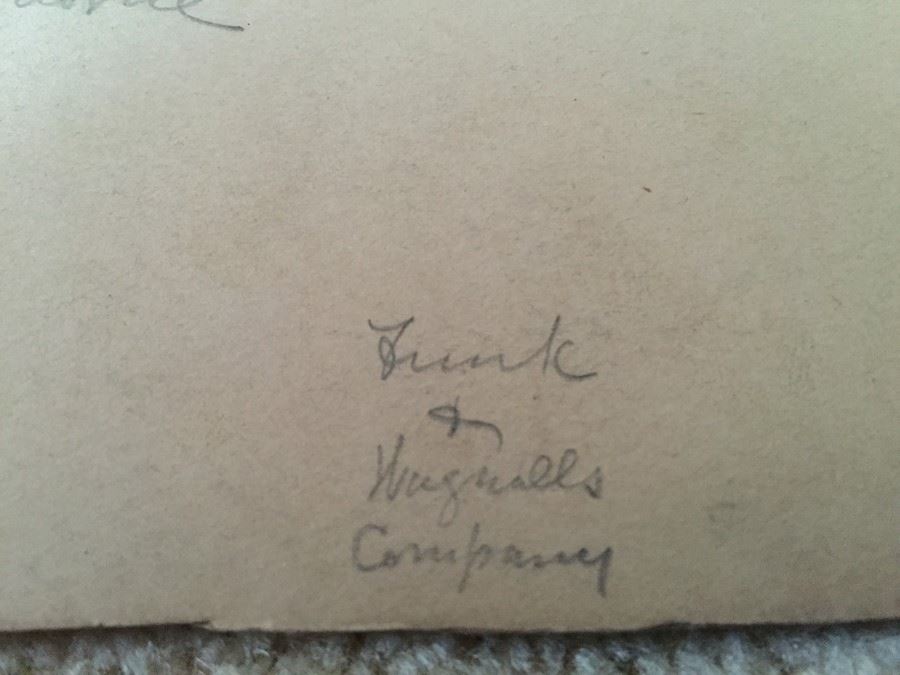 Funk
&
Wagnalls
Company